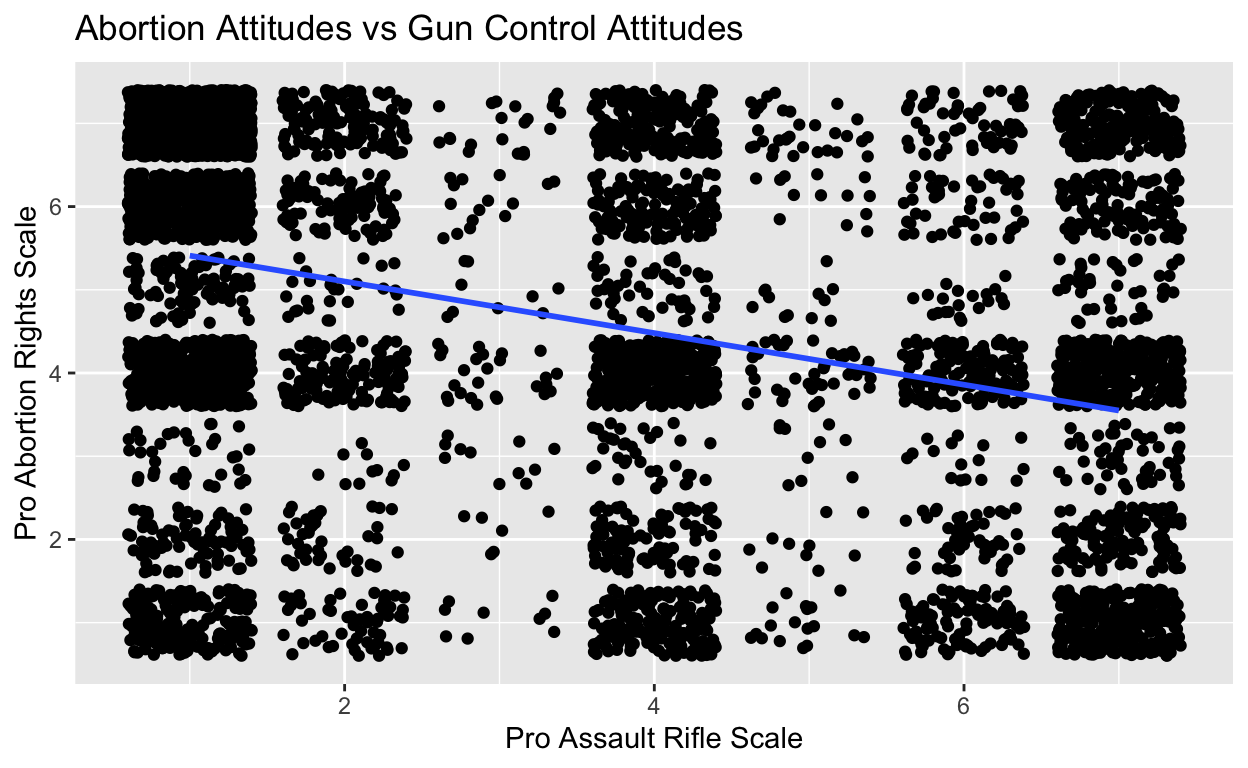 Abortion Attitudes vs Gun Control Attitudes
Pro Abortion Rights Scale
6
4
2
2 4 6
Pro Assault Rifle Scale